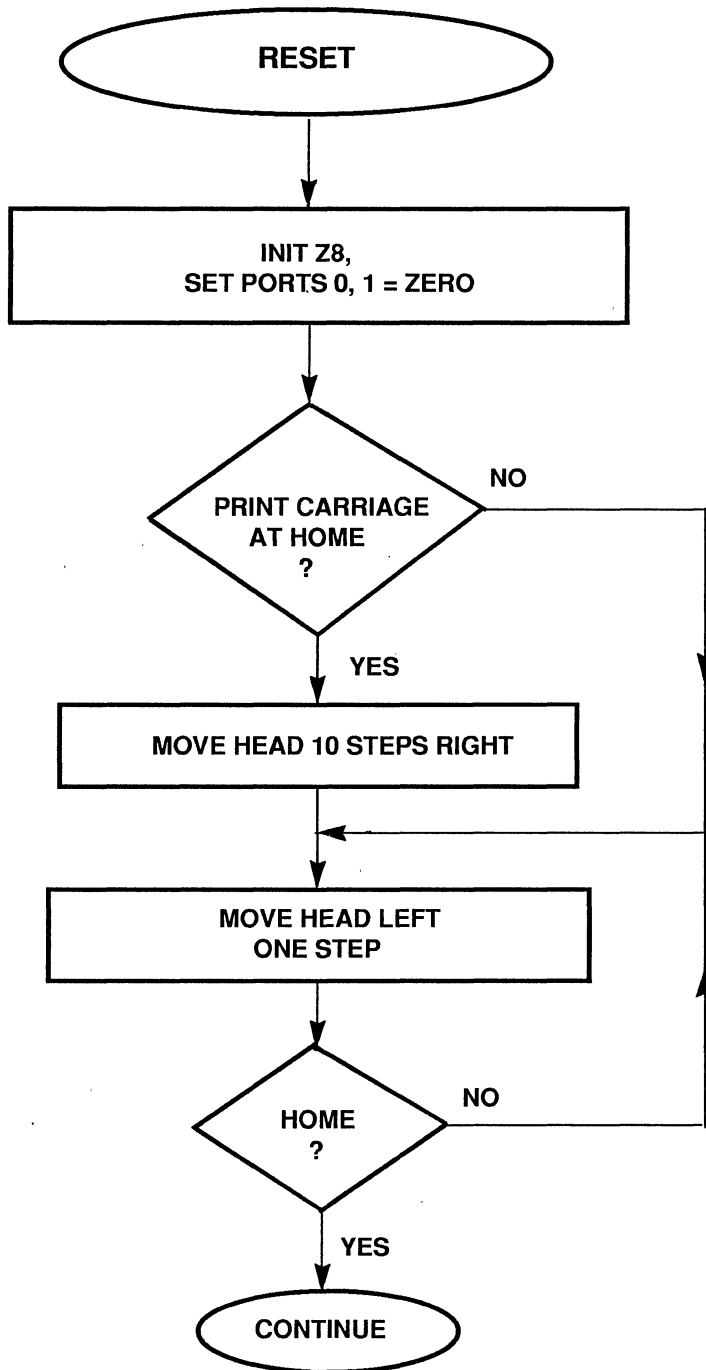 RESET
INIT Z8,
SET PORTS 0, 1 = ZERO
NO
PRINT CARRIAGE
AT HOME
?
YES
MOVE HEAD 10 STEPS RIGHT
MOVE HEAD LEFT
ONE STEP
NO
HOME
?
YES
CONTINUE